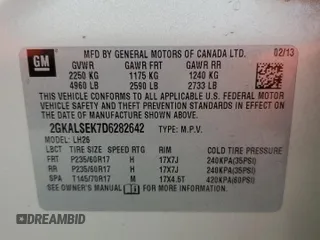 GM
MFD BY GENERAL MOTORS OF CANADA LTD. 02/13
GVWR GAWR FRT GAWR RR
2250 KG 1175 KG 1240 KG
4960 LB 2590 LB 2733 LB
THIS VEHICLE CONFORMS TO ALL APPLICABLE
U.S. FEDERAL MOTOR VEHICLE SAFETY AND
THEFT PREVENTION STANDARDS IN EFFECT ON
THE DATE OF MANUFACTURE SHOWN ABOVE.
2GKALSEK7D6282642 TYPE: M.P.V.
MODEL: LH26
LBCT TIRE SIZE SPEED RTG RIM COLD TIRE PRESSURE
FRT P235/60R17 H 17X7J 240KPA(35PSI)
RR P235/60R17 H 17X7J 240KPA(35PSI)
SPA T145/70R17 M 17X4.5T 420KPA(60PSI)
SEE OWNER'S MANUAL FOR ADDITIONAL INFORMATION.
DREAMBID DREAMBID.COM